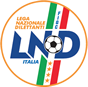 LEGA
NAZIONALE DILETTANTI
F.I.G.C.
LND
ITALIA